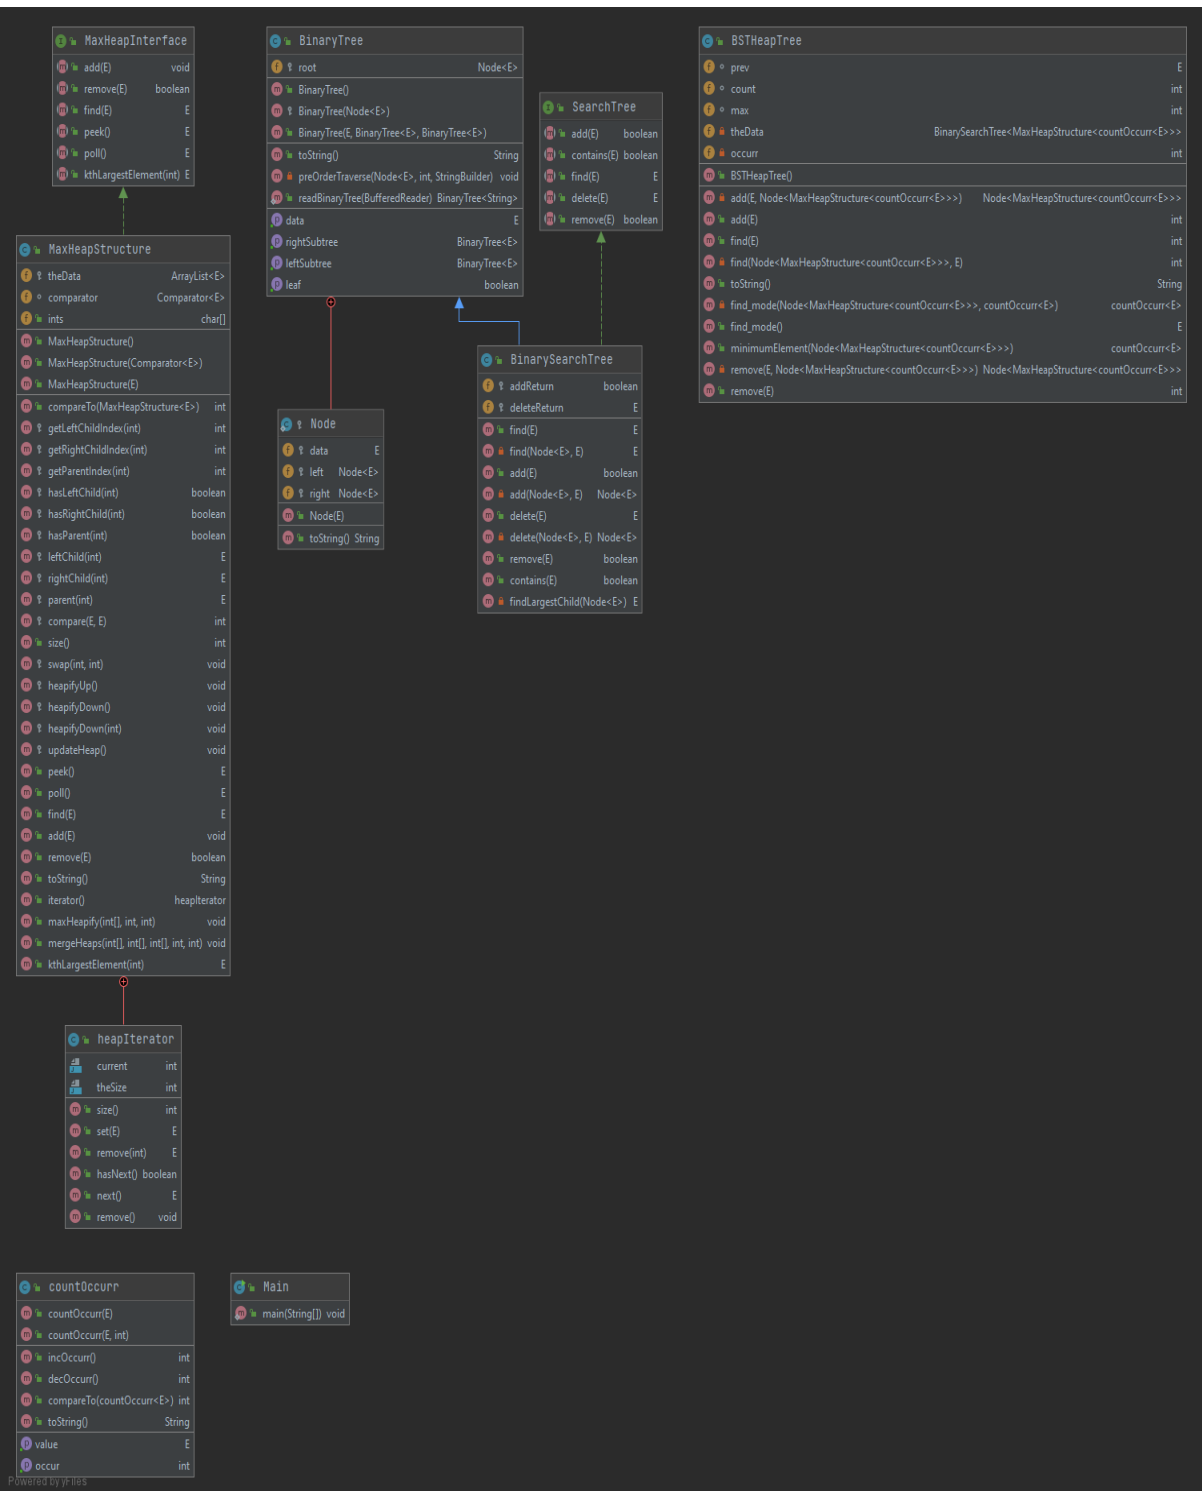 MaxHeapInterface
add(E) void
remove(E) boolean
find(E) E
peek() E
poll() E
kthLargestElement(int) E
BinaryTree
root Node<E>
BinaryTree()
BinaryTree(Node<E>)
BinaryTree(E, BinaryTree<E>, BinaryTree<E>)
toString() String
preOrderTraverse(Node<E>, int, StringBuilder) void
readBinaryTree(BufferedReader) BinaryTree<String>
data E
rightSubtree BinaryTree<E>
leftSubtree BinaryTree<E>
leaf boolean
SearchTree
add(E) boolean
contains(E) boolean
find(E) E
delete(E) E
remove(E) boolean
BSTHeapTree
prev E
count int
max int
theData BinarySearchTree<MaxHeapStructure<countOccurr<E>>>
occurr int
BSTHeapTree()
add(E, Node<MaxHeapStructure<countOccurr<E>>>) Node<MaxHeapStructure<countOccurr<E>>>
add(E) int
find(E) int
find(Node<MaxHeapStructure<countOccurr<E>>>, E) int
toString() String
find_mode(Node<MaxHeapStructure<countOccurr<E>>>, countOccurr<E>) countOccurr<E>
find_mode() E
minimumElement(Node<MaxHeapStructure<countOccurr<E>>>) countOccurr<E>
remove(E, Node<MaxHeapStructure<countOccurr<E>>>) Node<MaxHeapStructure<countOccurr<E>>>
remove(E) int
MaxHeapStructure
theData ArrayList<E>
comparator Comparator<E>
ints char[]
MaxHeapStructure()
MaxHeapStructure(Comparator<E>)
MaxHeapStructure(E)
compareTo(MaxHeapStructure<E>) int
getLeftChildIndex(int) int
getRightChildIndex(int) int
getParentIndex(int) int
hasLeftChild(int) boolean
hasRightChild(int) boolean
hasParent(int) boolean
leftChild(int) E
rightChild(int) E
parent(int) E
compare(E, E) int
size() int
swap(int, int) void
heapifyUp() void
heapifyDown() void
heapifyDown(int) void
updateHeap() void
peek() E
poll() E
find(E) E
add(E) void
remove(E) boolean
toString() String
iterator() heapIterator
maxHeapify(int[], int, int) void
mergeHeaps(int[], int[], int[], int, int) void
kthLargestElement(int) E
Node
data E
left Node<E>
right Node<E>
Node(E)
toString() String
BinarySearchTree
addReturn boolean
deleteReturn E
find(E) E
find(Node<E>, E) E
add(E) boolean
add(Node<E>, E) Node<E>
delete(E) E
delete(Node<E>, E) Node<E>
remove(E) boolean
contains(E) boolean
findLargestChild(Node<E>) E
heapIterator
current int
theSize int
size() int
set(E) E
remove(int) E
hasNext() boolean
next() E
remove() void
countOccurr
countOccurr(E)
countOccurr(E, int)
incOccurr() int
decOccurr() int
compareTo(countOccurr<E>) int
toString() String
value E
occur int
Main
main(String[]) void
Powered by yFiles